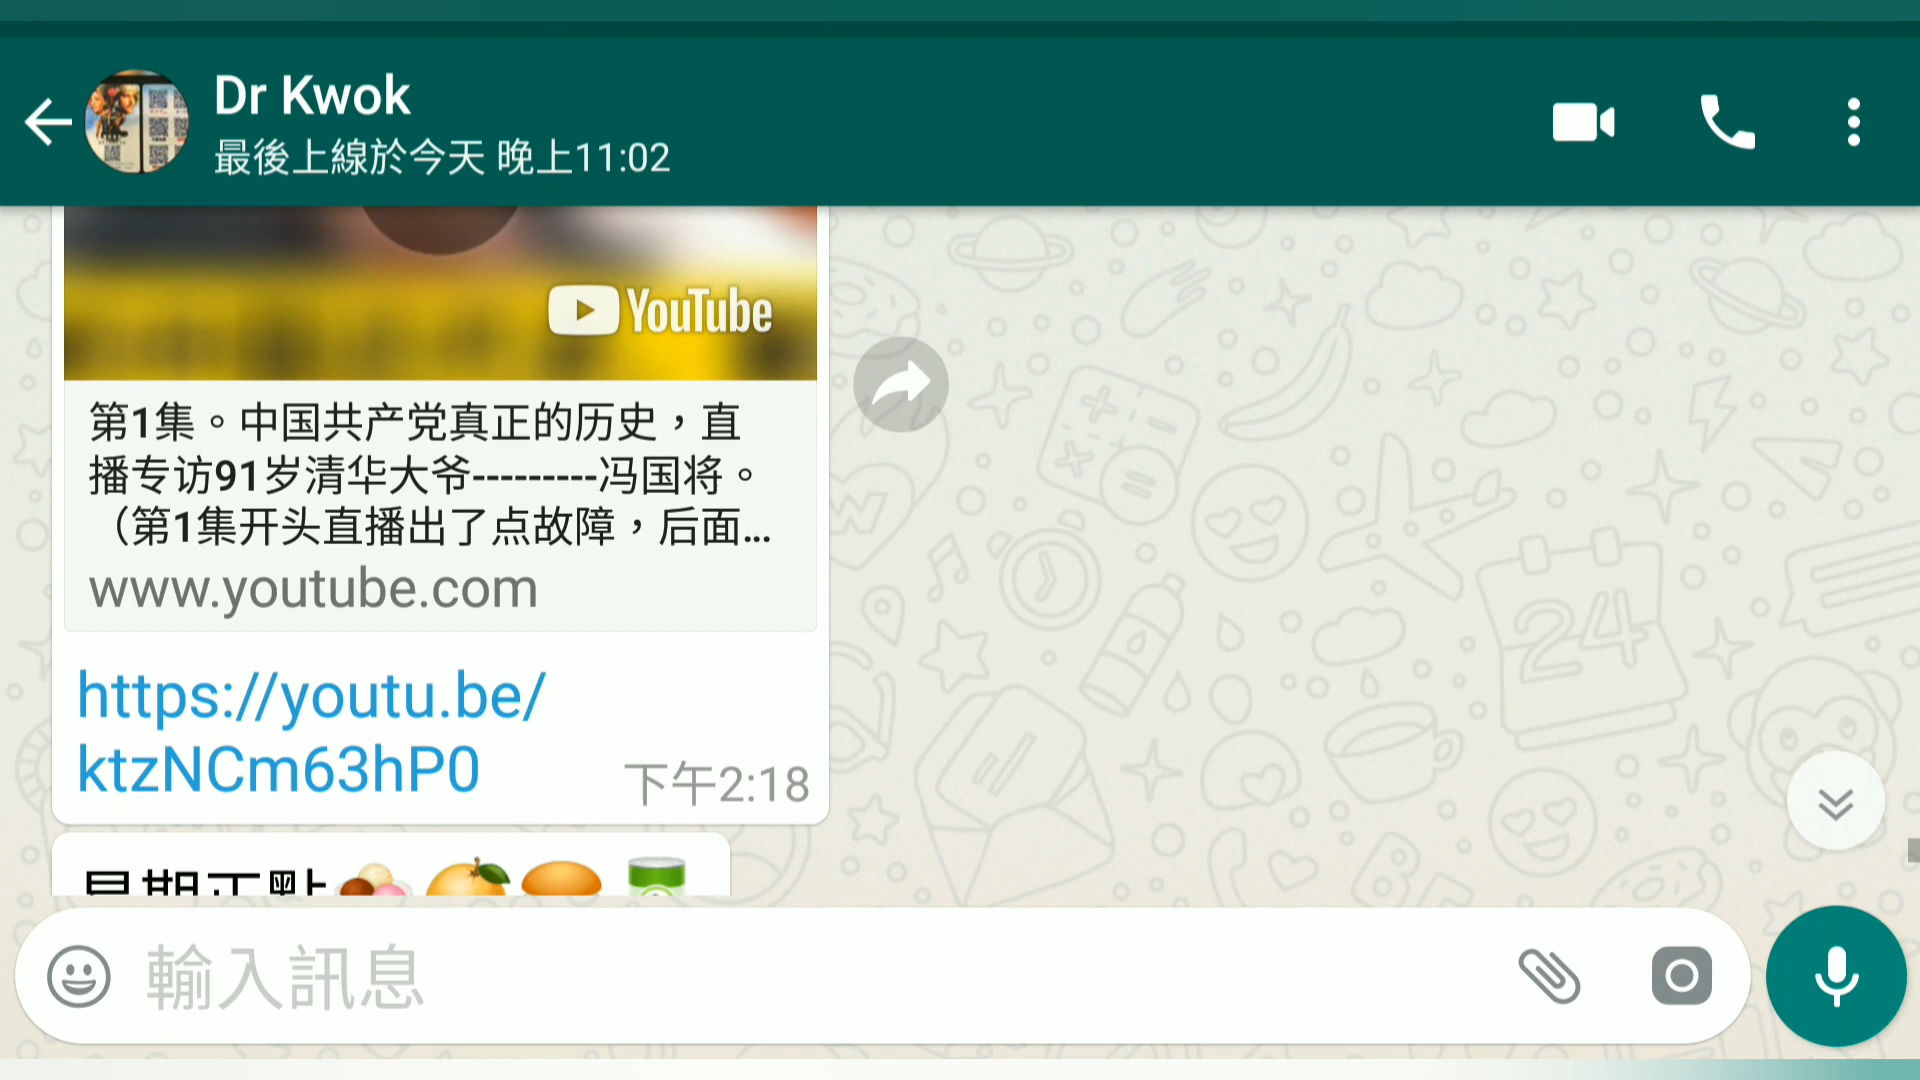 Dr Kwok
最後上線於今天 晚上11:02
YouTube
第1集。中国共产党真正的历史，直
播专访91岁清华大爷---------冯国将。
（第1集开头直播出了点故障，后面...
www.youtube.com
https://youtu.be/
ktzNCm63hP0
下午2:18
輸入訊息